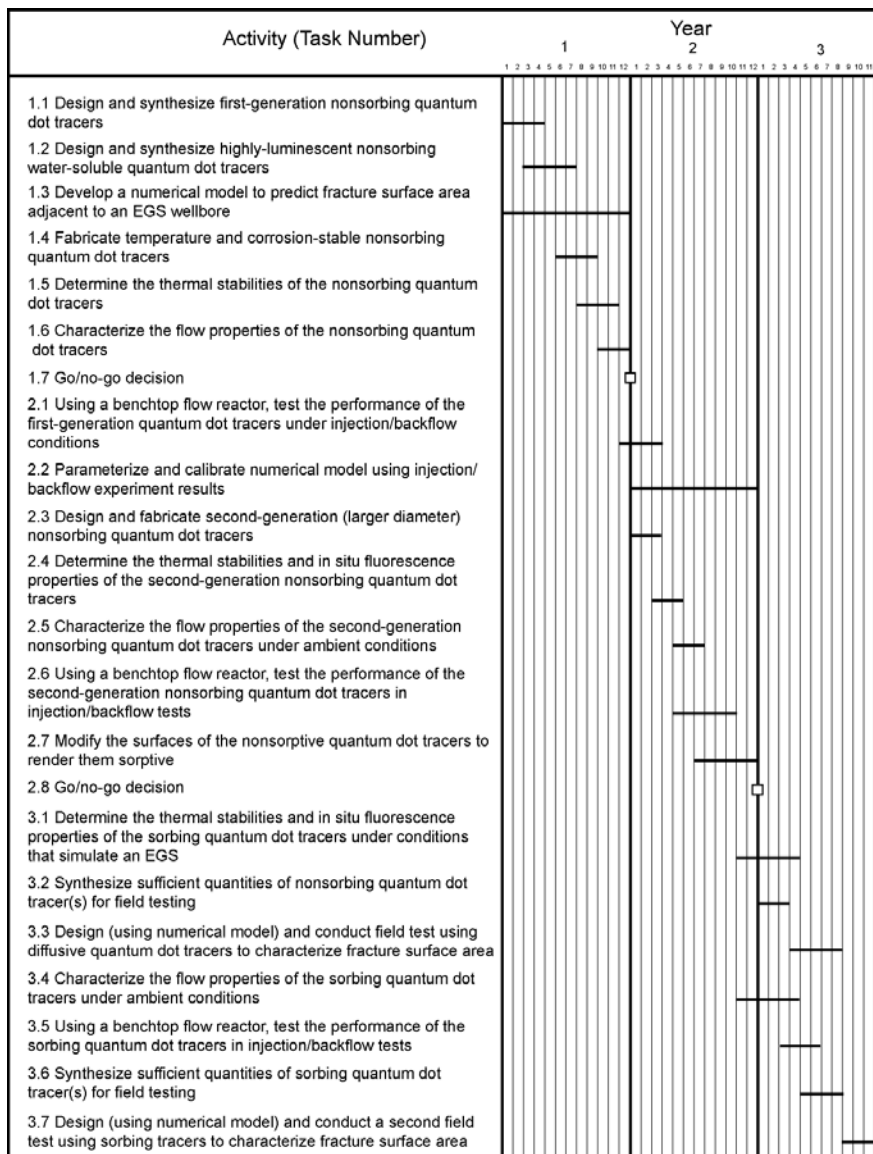 Activity (Task Number)
Year
1 2 3
1 2 3 4 5 6 7 8 9 10 11 12 1 2 3 4 5 6 7 8 9 10 11 12 1 2 3 4 5 6 7 8 9 10 11
1.1 Design and synthesize first-generation nonsorbing quantum
dot tracers
1.2 Design and synthesize highly-luminescent nonsorbing
water-soluble quantum dot tracers
1.3 Develop a numerical model to predict fracture surface area
adjacent to an EGS wellbore
1.4 Fabricate temperature and corrosion-stable nonsorbing
quantum dot tracers
1.5 Determine the thermal stabilities of the nonsorbing quantum
dot tracers
1.6 Characterize the flow properties of the nonsorbing quantum
dot tracers
1.7 Go/no-go decision
2.1 Using a benchtop flow reactor, test the performance of the
first-generation quantum dot tracers under injection/backflow
conditions
2.2 Parameterize and calibrate numerical model using injection/
backflow experiment results
2.3 Design and fabricate second-generation (larger diameter)
nonsorbing quantum dot tracers
2.4 Determine the thermal stabilities and in situ fluorescence
properties of the second-generation nonsorbing quantum dot
tracers
2.5 Characterize the flow properties of the second-generation
nonsorbing quantum dot tracers under ambient conditions
2.6 Using a benchtop flow reactor, test the performance of the
second-generation nonsorbing quantum dot tracers in
injection/backflow tests
2.7 Modify the surfaces of the nonsorptive quantum dot tracers to
render them sorptive
2.8 Go/no-go decision
3.1 Determine the thermal stabilities and in situ fluorescence
properties of the sorbing quantum dot tracers under conditions
that simulate an EGS
3.2 Synthesize sufficient quantities of nonsorbing quantum dot
tracer(s) for field testing
3.3 Design (using numerical model) and conduct field test using
diffusive quantum dot tracers to characterize fracture surface area
3.4 Characterize the flow properties of the sorbing quantum dot
tracers under ambient conditions
3.5 Using a benchtop flow reactor, test the performance of the
sorbing quantum dot tracers in injection/backflow tests
3.6 Synthesize sufficient quantities of sorbing quantum dot
tracer(s) for field testing
3.7 Design (using numerical model) and conduct a second field
test using sorbing tracers to characterize fracture surface area